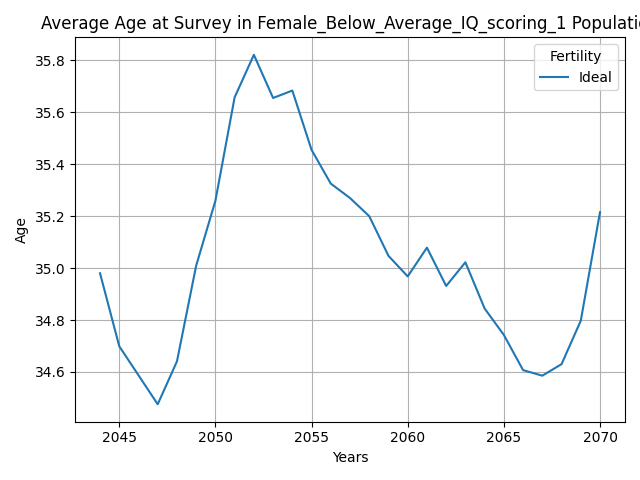 Average Age at Survey in Female_Below_Average_IQ_scoring_1 Populatio
35.8
35.6
35.4
35.2
35.0
34.8
34.6
Age
Fertility
Ideal
2045 2050 2055 2060 2065 2070
Years